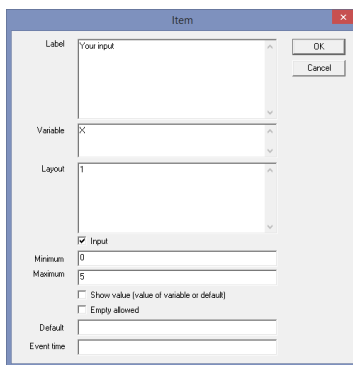 Item
Label
Your input
OK
Cancel
Variable
X
Layout
1
Input
Minimum
0
Maximum
5
Show value (value of variable or default)
Empty allowed
Default
Event time